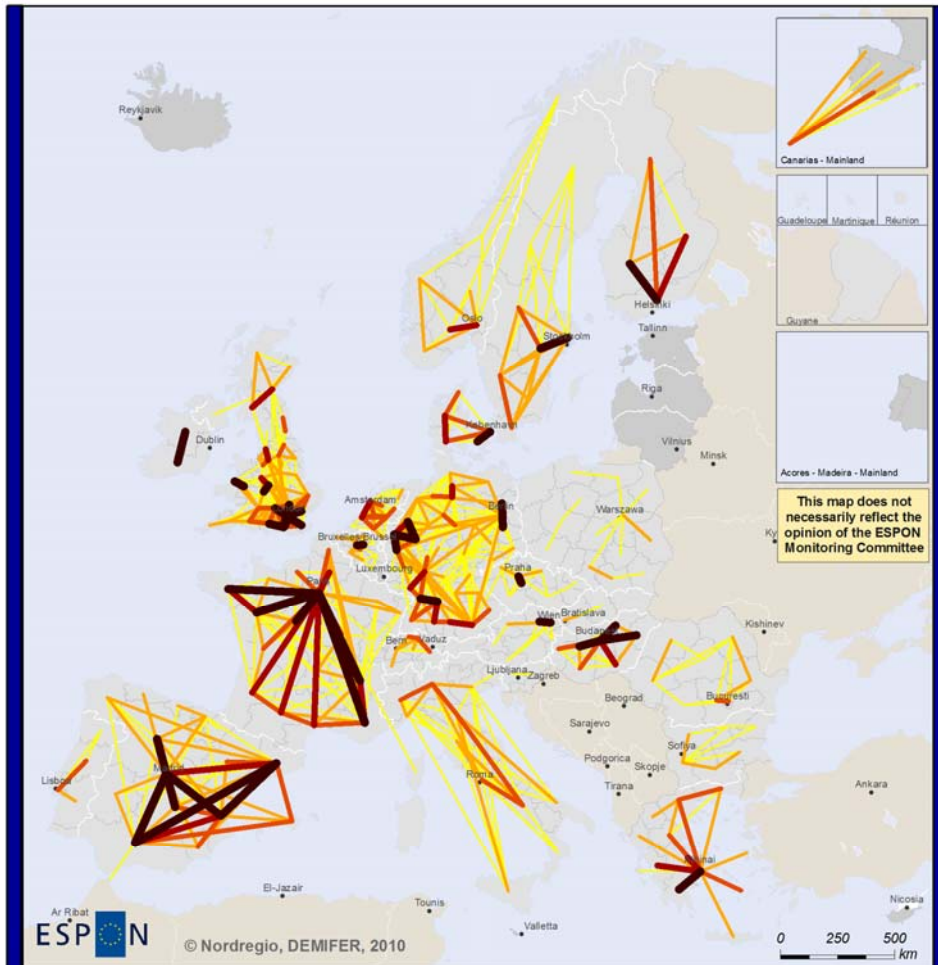 Reykjavik
Canarias - Mainland
Guadeloupe
Martinique
Réunion
Guyane
Acores - Madeira - Mainland
This map does not
necessarily reflect the
opinion of the ESPON
Monitoring Committee
Oslo
Helsinki
Tallinn
Stockholm
Riga
København
Vilnius
Minsk
Dublin
Amsterdam
Berlin
Warszawa
Bruxelles/Brussel
Luxembourg
Praha
Paris
Wien
Bratislava
Budapest
Kishinev
Bern
Vaduz
Ljubljana
Zagreb
Beograd
Bucuresti
Sarajevo
Sofiya
Podgorica
Skopje
Tirana
Roma
Madrid
Lisboa
Ankara
Athinai
El-Jazair
Tounis
Ar Ribat
Valletta
Nicosia
ESPON
© Nordregio, DEMIFER, 2010
0 250 500
km